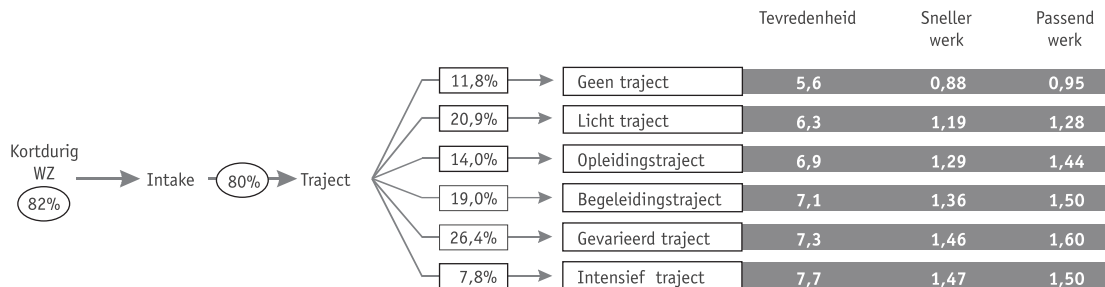 Tevredenheid Sneller werk Passend werk
11,8% Geen traject 5,6 0,88 0,95
20,9% Licht traject 6,3 1,19 1,28
14,0% Opleidingstraject 6,9 1,29 1,44
Kortdurig
WZ
82%
Intake 80% Traject
19,0% Begeleidingstraject 7,1 1,36 1,50
26,4% Gevarieerd traject 7,3 1,46 1,60
7,8% Intensief traject 7,7 1,47 1,50